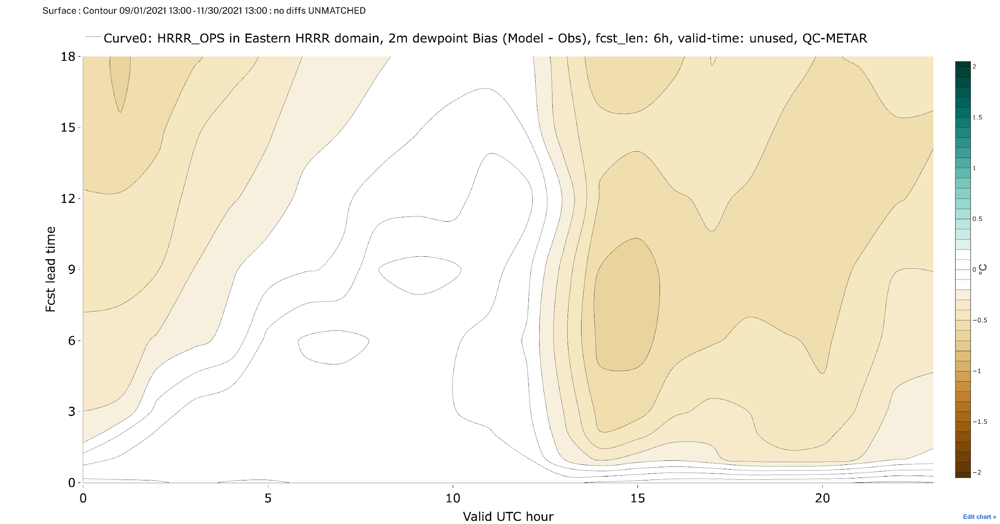 Surface : Contour 09/01/2021 13:00 - 11/30/2021 13:00 : no diffs UNMATCHED
Curve0: HRRR_OPS in Eastern HRRR domain, 2m dewpoint Bias (Model - Obs), fcst_len: 6h, valid-time: unused, QC-METAR
18
15
12
9
6
3
0
Fcst lead time
0 5 10 15 20
Valid UTC hour
2
1.5
1
0.5
0
−0.5
−1
−1.5
−2
°C
Edit chart »